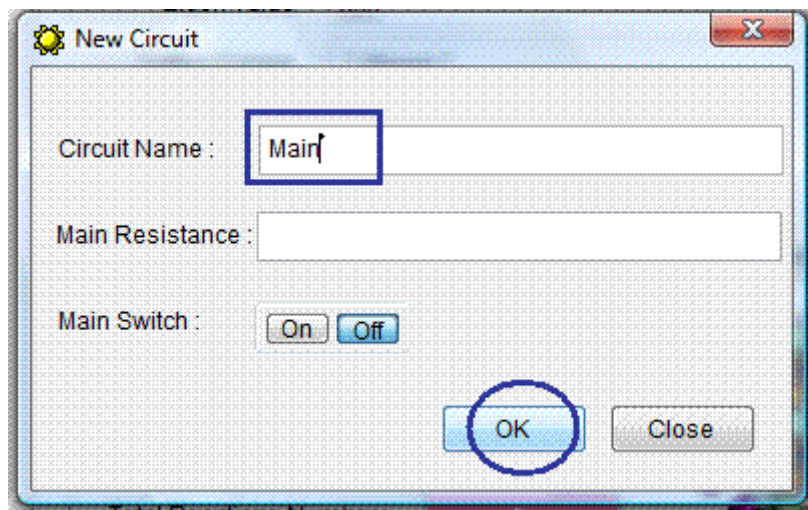 New Circuit
Circuit Name :
Main
Main Resistance :
Main Switch :
On Off
OK Close